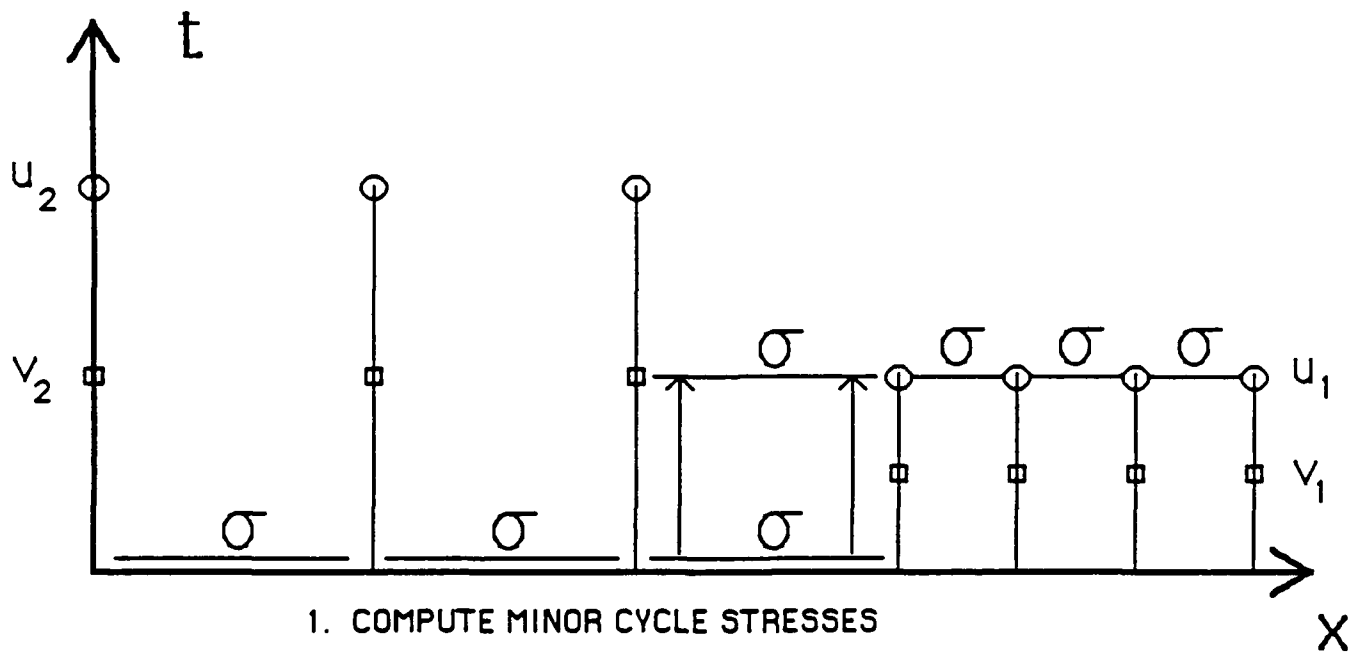 t
u₂
σ σ σ σ
v₂ u₁
v₁
σ σ σ
1. COMPUTE MINOR CYCLE STRESSES
x